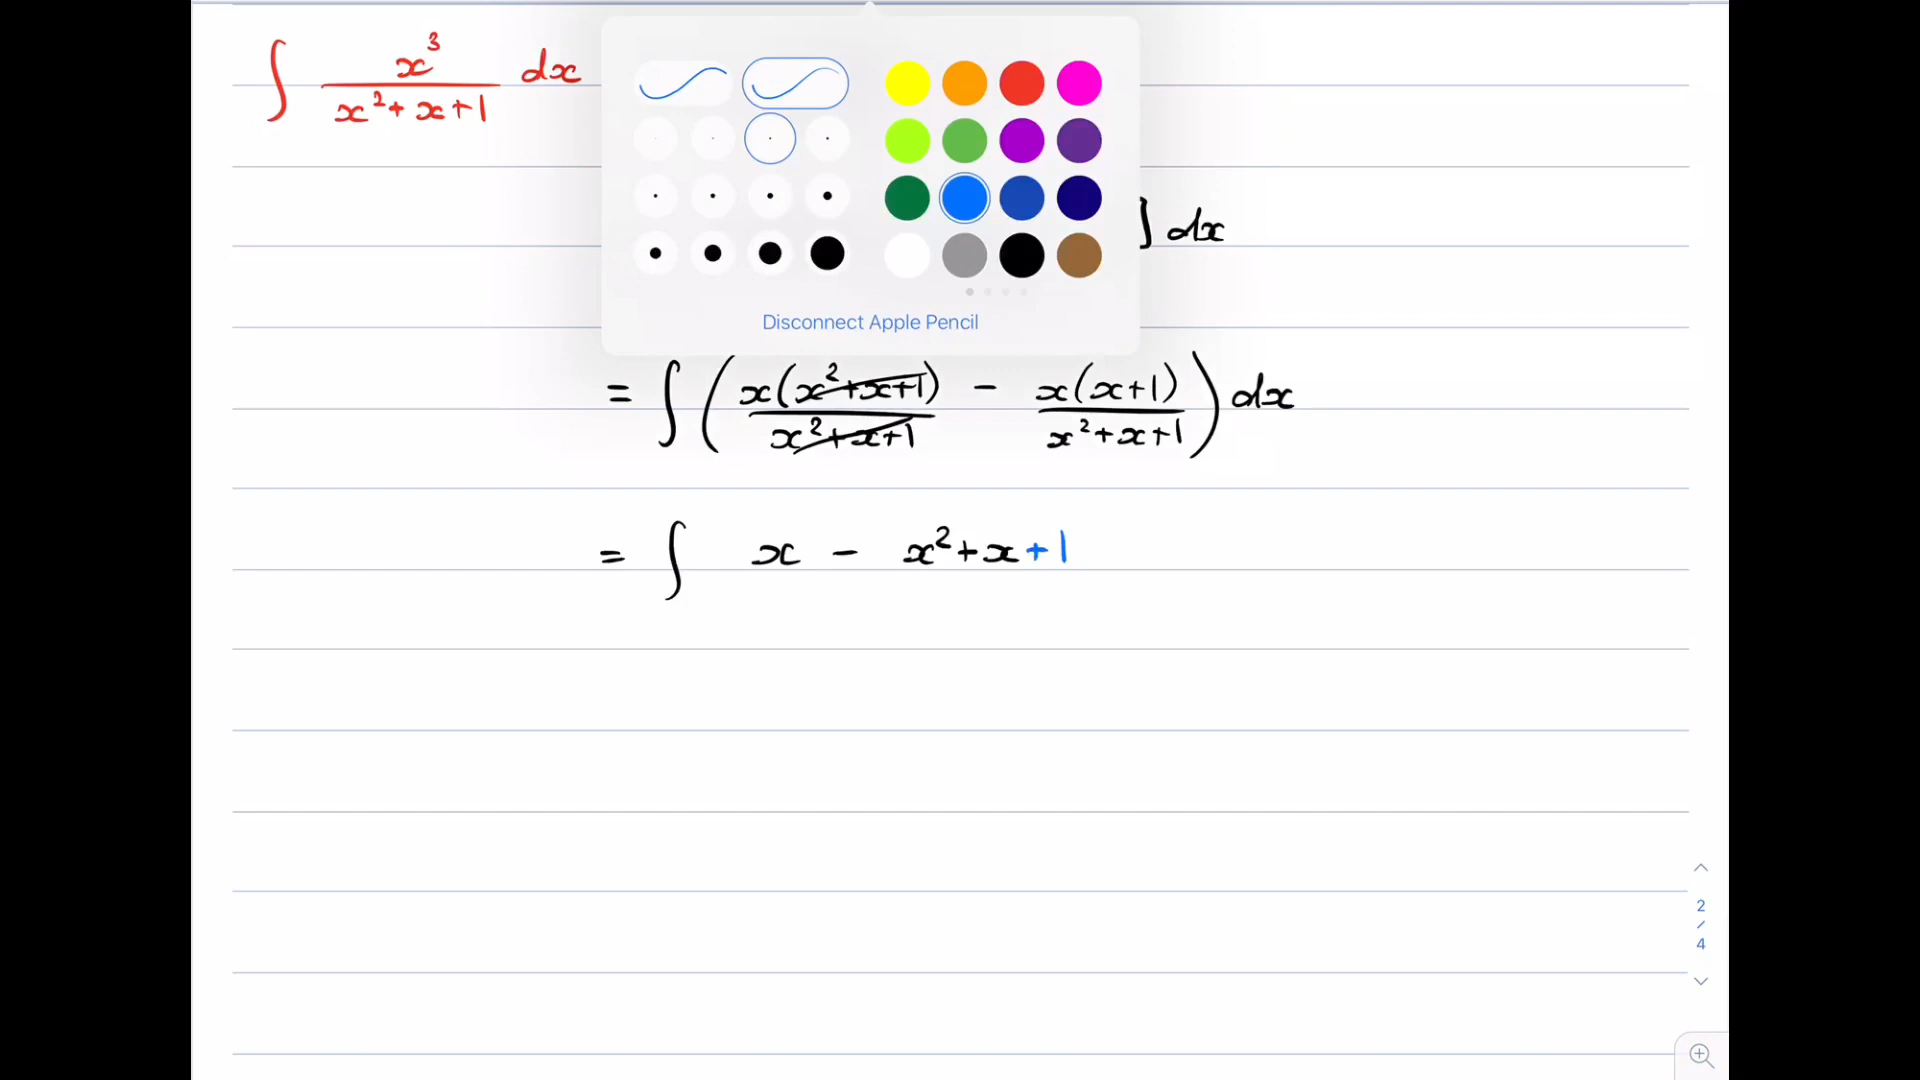 ∫ x³/(x²+x+1) dx
] dx
Disconnect Apple Pencil
= ∫ ( x(x²+x+1)/(x²+x+1) − x(x+1)/(x²+x+1) ) dx
= ∫ x − x²+x+1
2
/
4